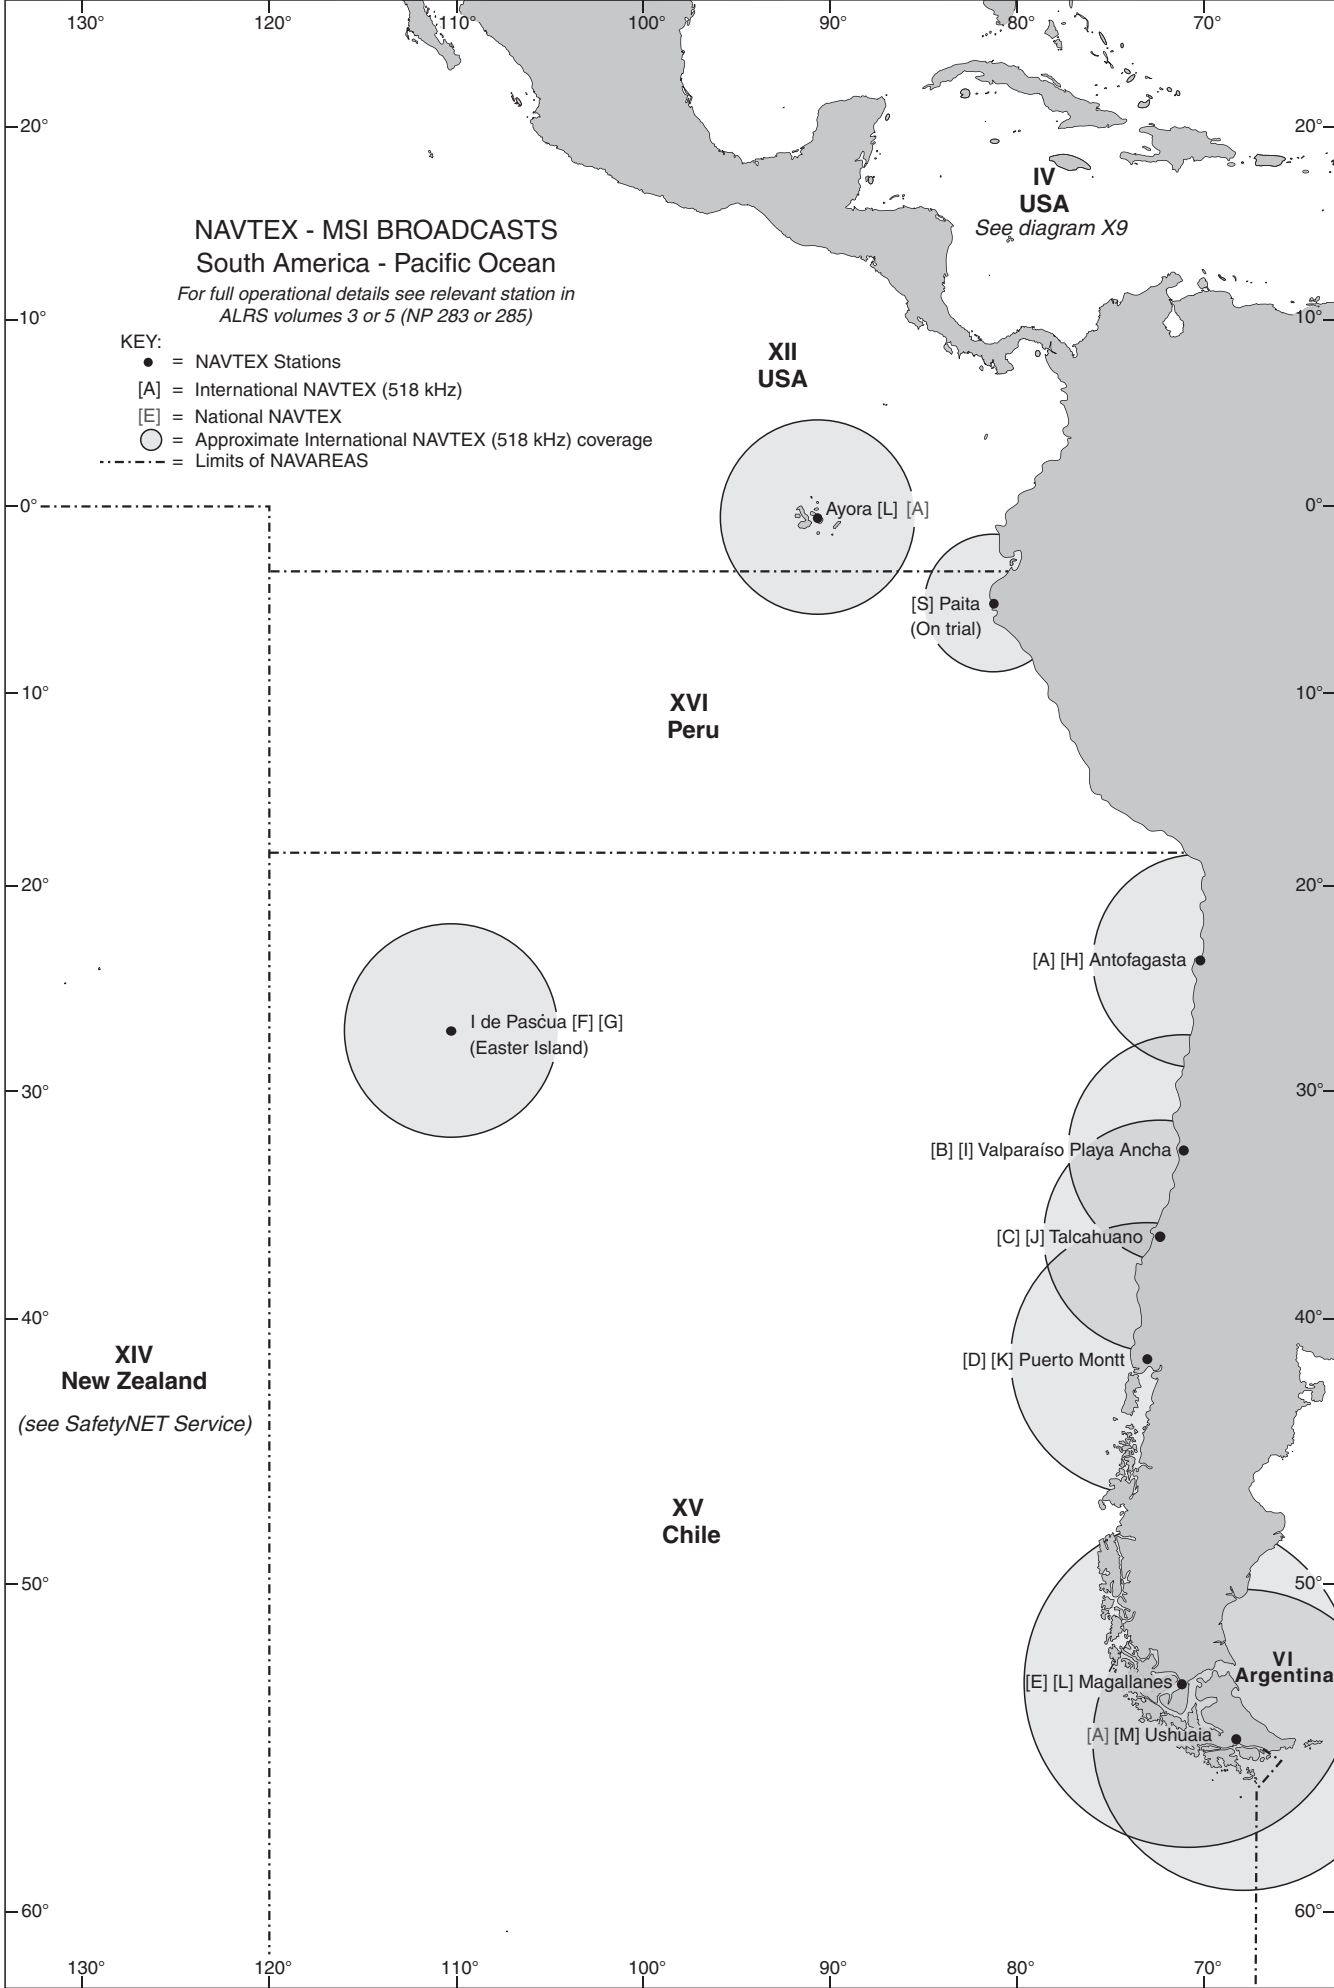 130°
120°
110°
100°
90°
80°
70°
20°
20°
IV
USA
See diagram X9
NAVTEX - MSI BROADCASTS
South America - Pacific Ocean
For full operational details see relevant station in
ALRS volumes 3 or 5 (NP 283 or 285)
10°
10°
KEY:
= NAVTEX Stations
[A] = International NAVTEX (518 kHz)
[E] = National NAVTEX
= Approximate International NAVTEX (518 kHz) coverage
= Limits of NAVAREAS
XII
USA
0°
0°
Ayora [L] [A]
[S] Paita
(On trial)
10°
10°
XVI
Peru
20°
20°
[A] [H] Antofagasta
I de Pascua [F] [G]
(Easter Island)
30°
30°
[B] [I] Valparaíso Playa Ancha
[C] [J] Talcahuano
40°
40°
XIV
New Zealand
(see SafetyNET Service)
[D] [K] Puerto Montt
XV
Chile
50°
50°
VI
Argentina
[E] [L] Magallanes
[A] [M] Ushuaia
60°
60°
130°
120°
110°
100°
90°
80°
70°